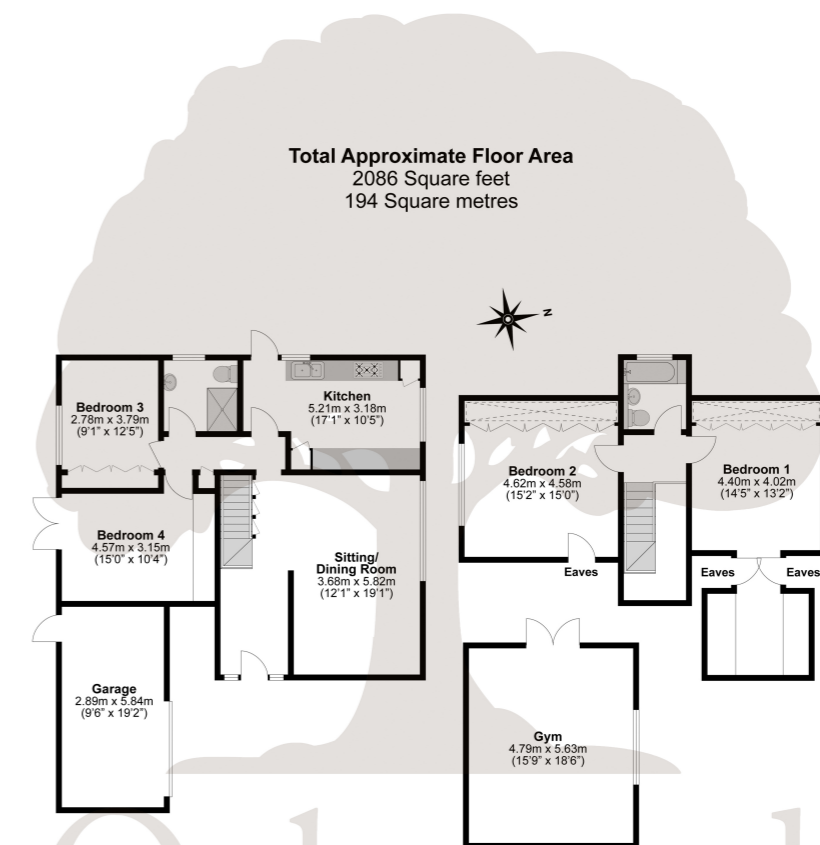 Total Approximate Floor Area
2086 Square feet
194 Square metres
N
Bedroom 3
2.78m x 3.79m
(9'1" x 12'5")
Kitchen
5.21m x 3.18m
(17'1" x 10'5")
Bedroom 4
4.57m x 3.15m
(15'0" x 10'4")
Sitting/
Dining Room
3.68m x 5.82m
(12'1" x 19'1")
Garage
2.89m x 5.84m
(9'6" x 19'2")
Bedroom 2
4.62m x 4.58m
(15'2" x 15'0")
Bedroom 1
4.40m x 4.02m
(14'5" x 13'2")
Eaves
Eaves
Eaves
Gym
4.79m x 5.63m
(15'9" x 18'6")